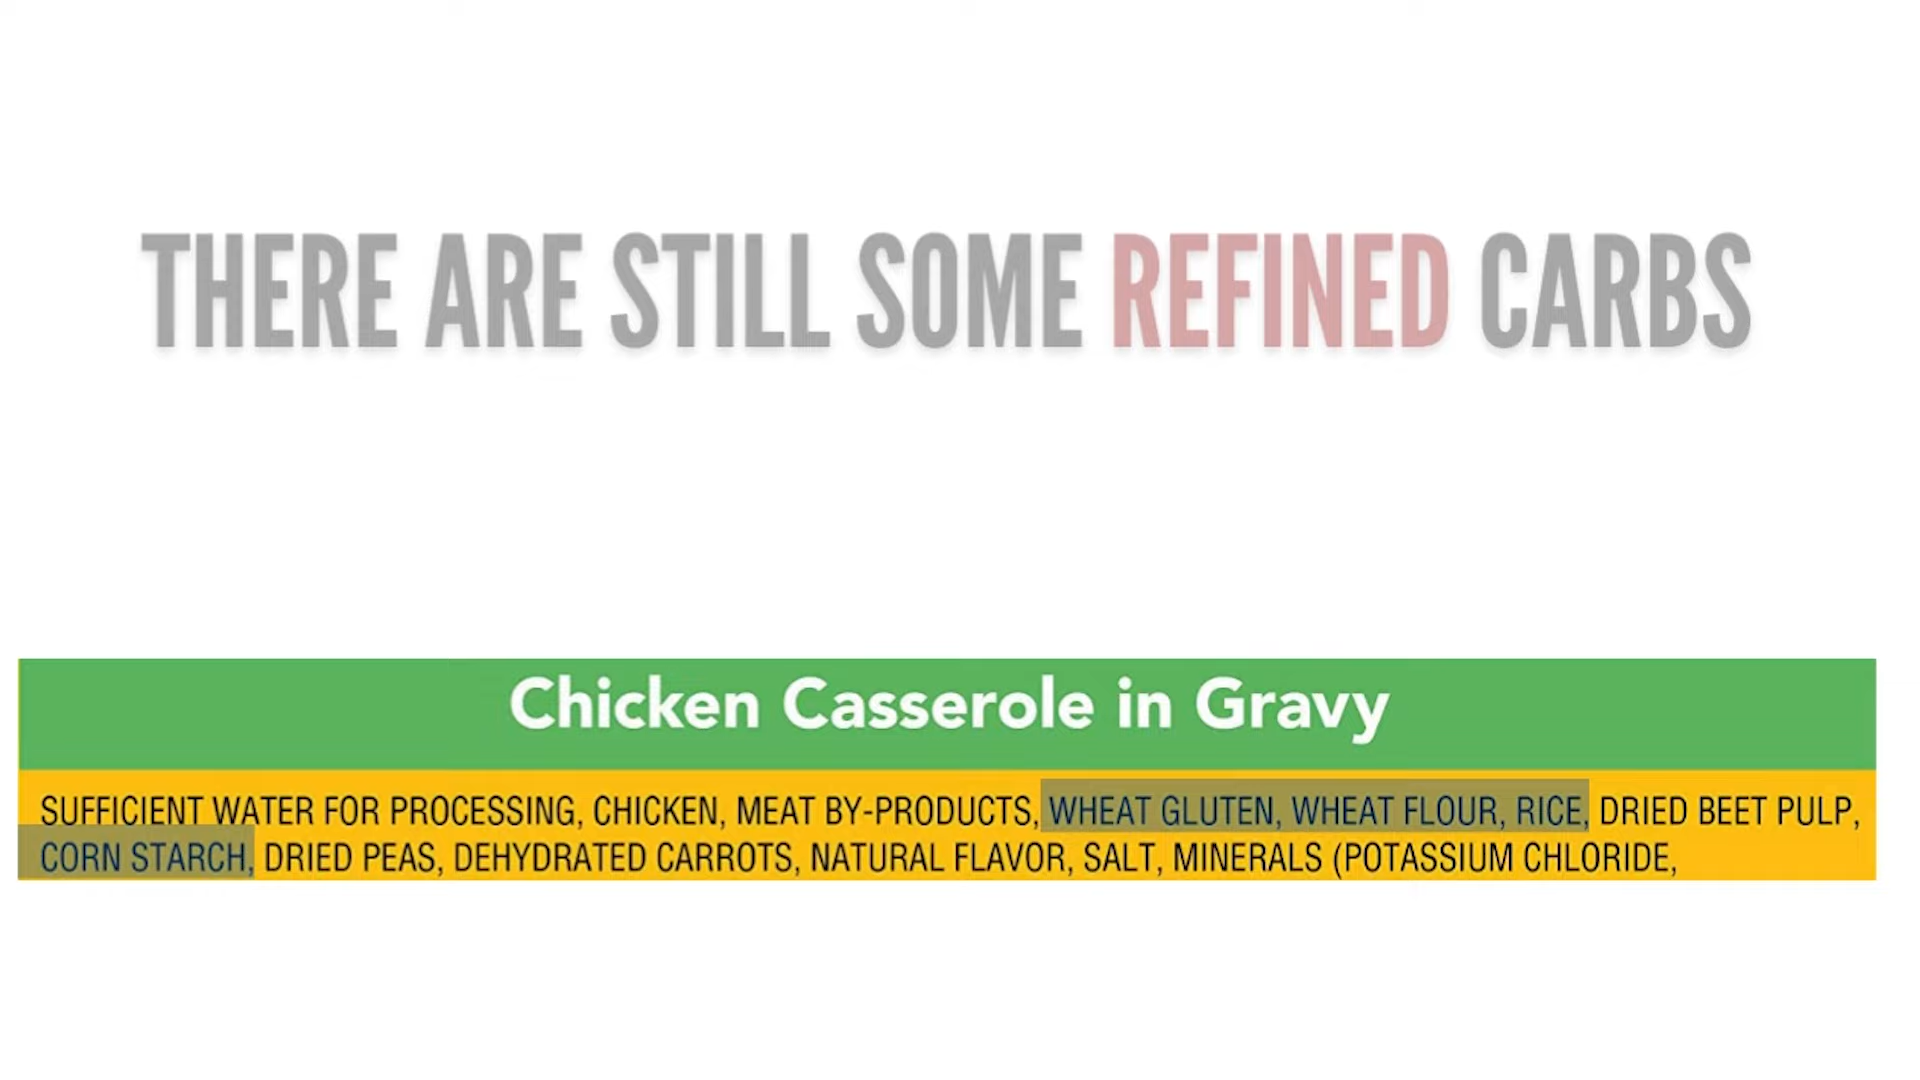 THERE ARE STILL SOME REFINED CARBS
Chicken Casserole in Gravy
SUFFICIENT WATER FOR PROCESSING, CHICKEN, MEAT BY-PRODUCTS, WHEAT GLUTEN, WHEAT FLOUR, RICE, DRIED BEET PULP,
CORN STARCH, DRIED PEAS, DEHYDRATED CARROTS, NATURAL FLAVOR, SALT, MINERALS (POTASSIUM CHLORIDE,